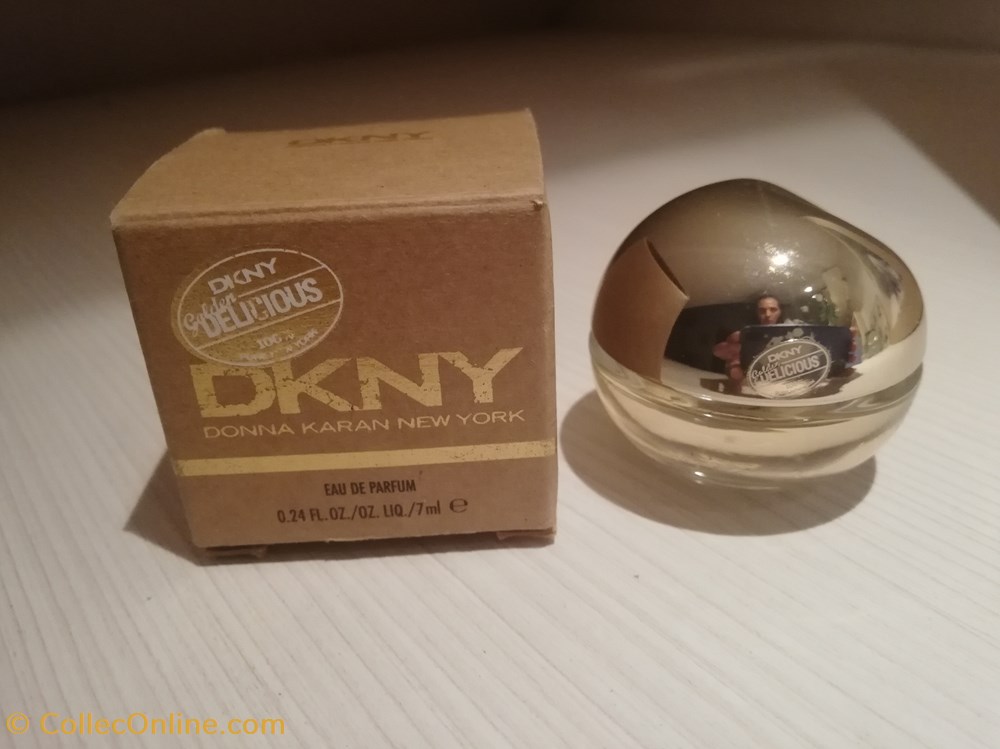 DKNY
DKNY
Golden
DELICIOUS
DKNY
DONNA KARAN NEW YORK
EAU DE PARFUM
0.24 FL.OZ./OZ. LIQ./7ml e
DKNY
Golden
DELICIOUS
© CollecOnline.com